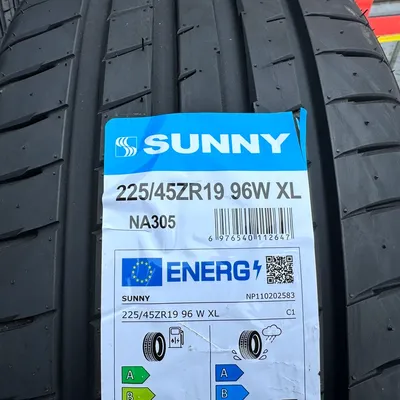 SUNNY
225/45ZR19 96W XL
NA305
6 976540 112647
ENERG
SUNNY NP110202583
225/45ZR19 96 W XL C1
A A
B B